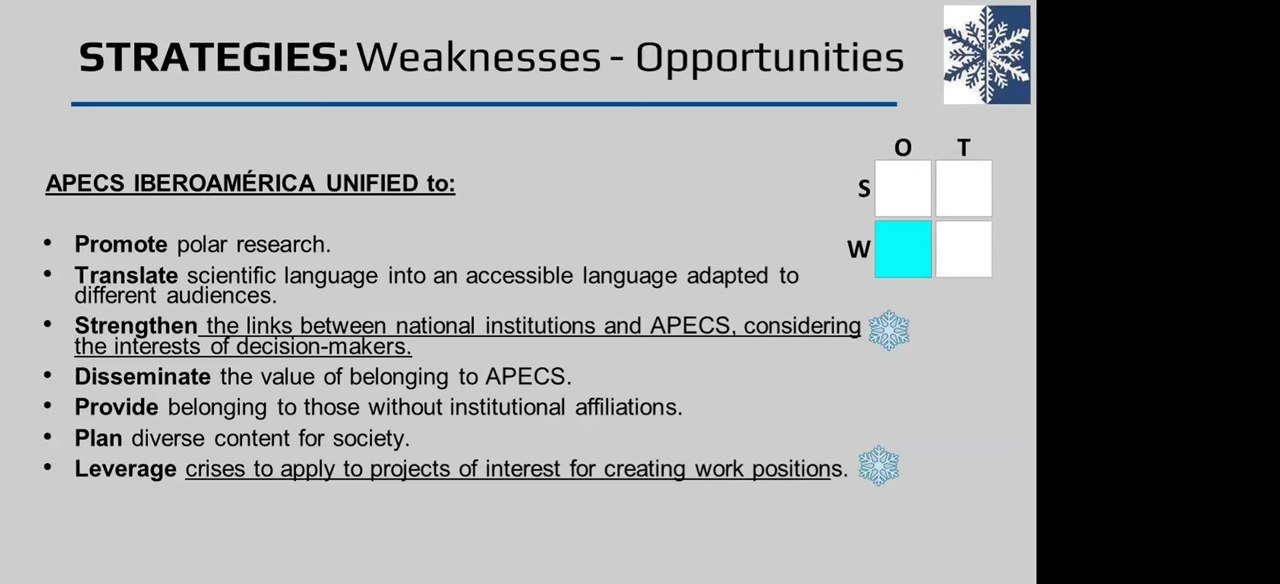 STRATEGIES: Weaknesses - Opportunities
O T
APECS IBEROAMÉRICA UNIFIED to:
S
• Promote polar research.
W
• Translate scientific language into an accessible language adapted to
different audiences.
• Strengthen the links between national institutions and APECS, considering
the interests of decision-makers.
• Disseminate the value of belonging to APECS.
• Provide belonging to those without institutional affiliations.
• Plan diverse content for society.
• Leverage crises to apply to projects of interest for creating work positions.